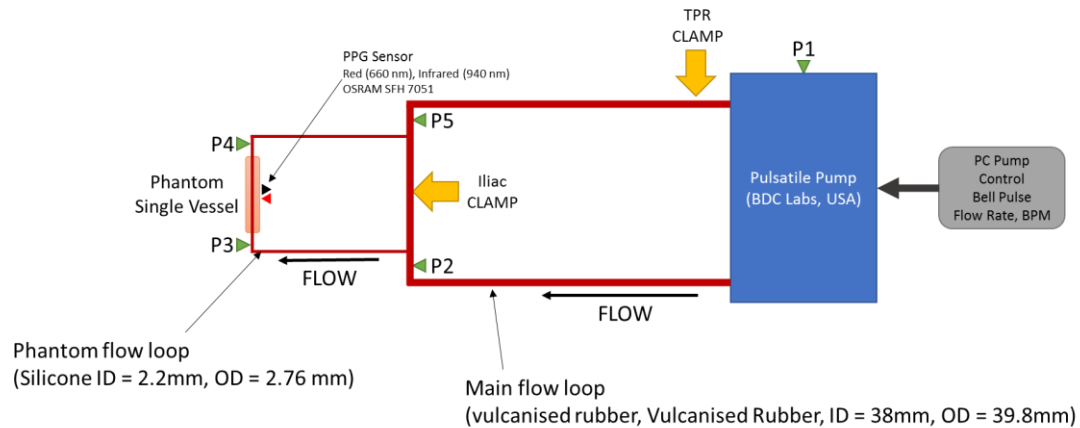 TPR
CLAMP
P1
PPG Sensor
Red (660 nm), Infrared (940 nm)
OSRAM SFH 7051
P4
P5
Phantom
Single Vessel
Iliac
CLAMP
Pulsatile Pump
(BDC Labs, USA)
PC Pump
Control
Bell Pulse
Flow Rate, BPM
P3
P2
FLOW
FLOW
Phantom flow loop
(Silicone ID = 2.2mm, OD = 2.76 mm)
Main flow loop
(vulcanised rubber, Vulcanised Rubber, ID = 38mm, OD = 39.8mm)